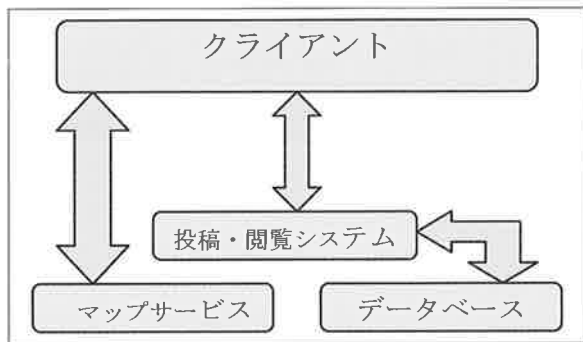 クライアント
投稿・閲覧システム
マップサービス
データベース